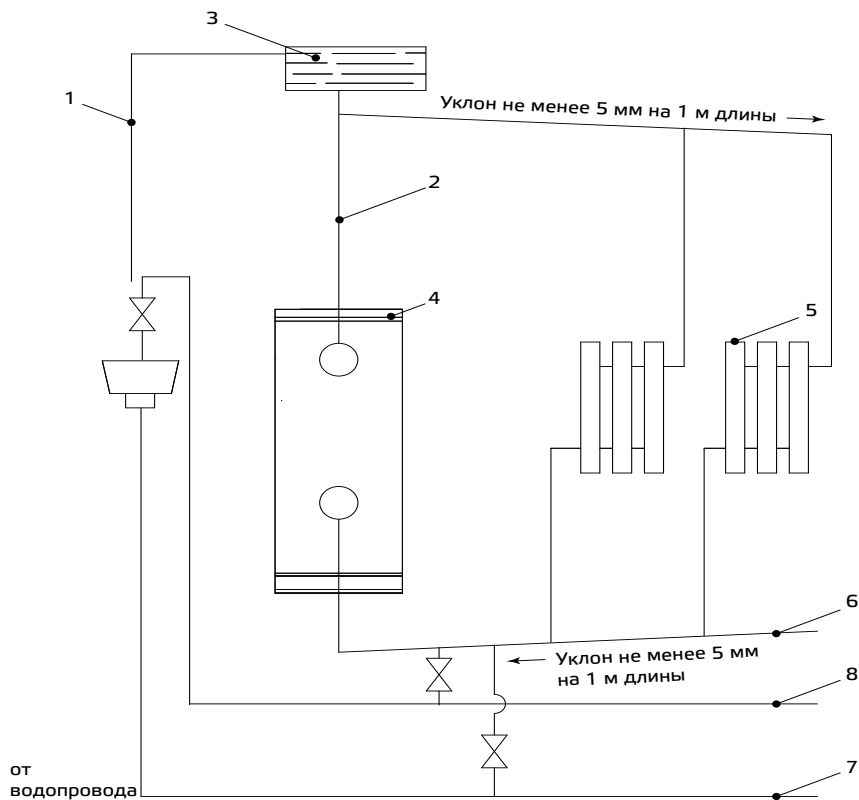 3
1
Уклон не менее 5 мм на 1 м длины
2
4
5
6
Уклон не менее 5 мм
на 1 м длины
8
от
водопровода
7